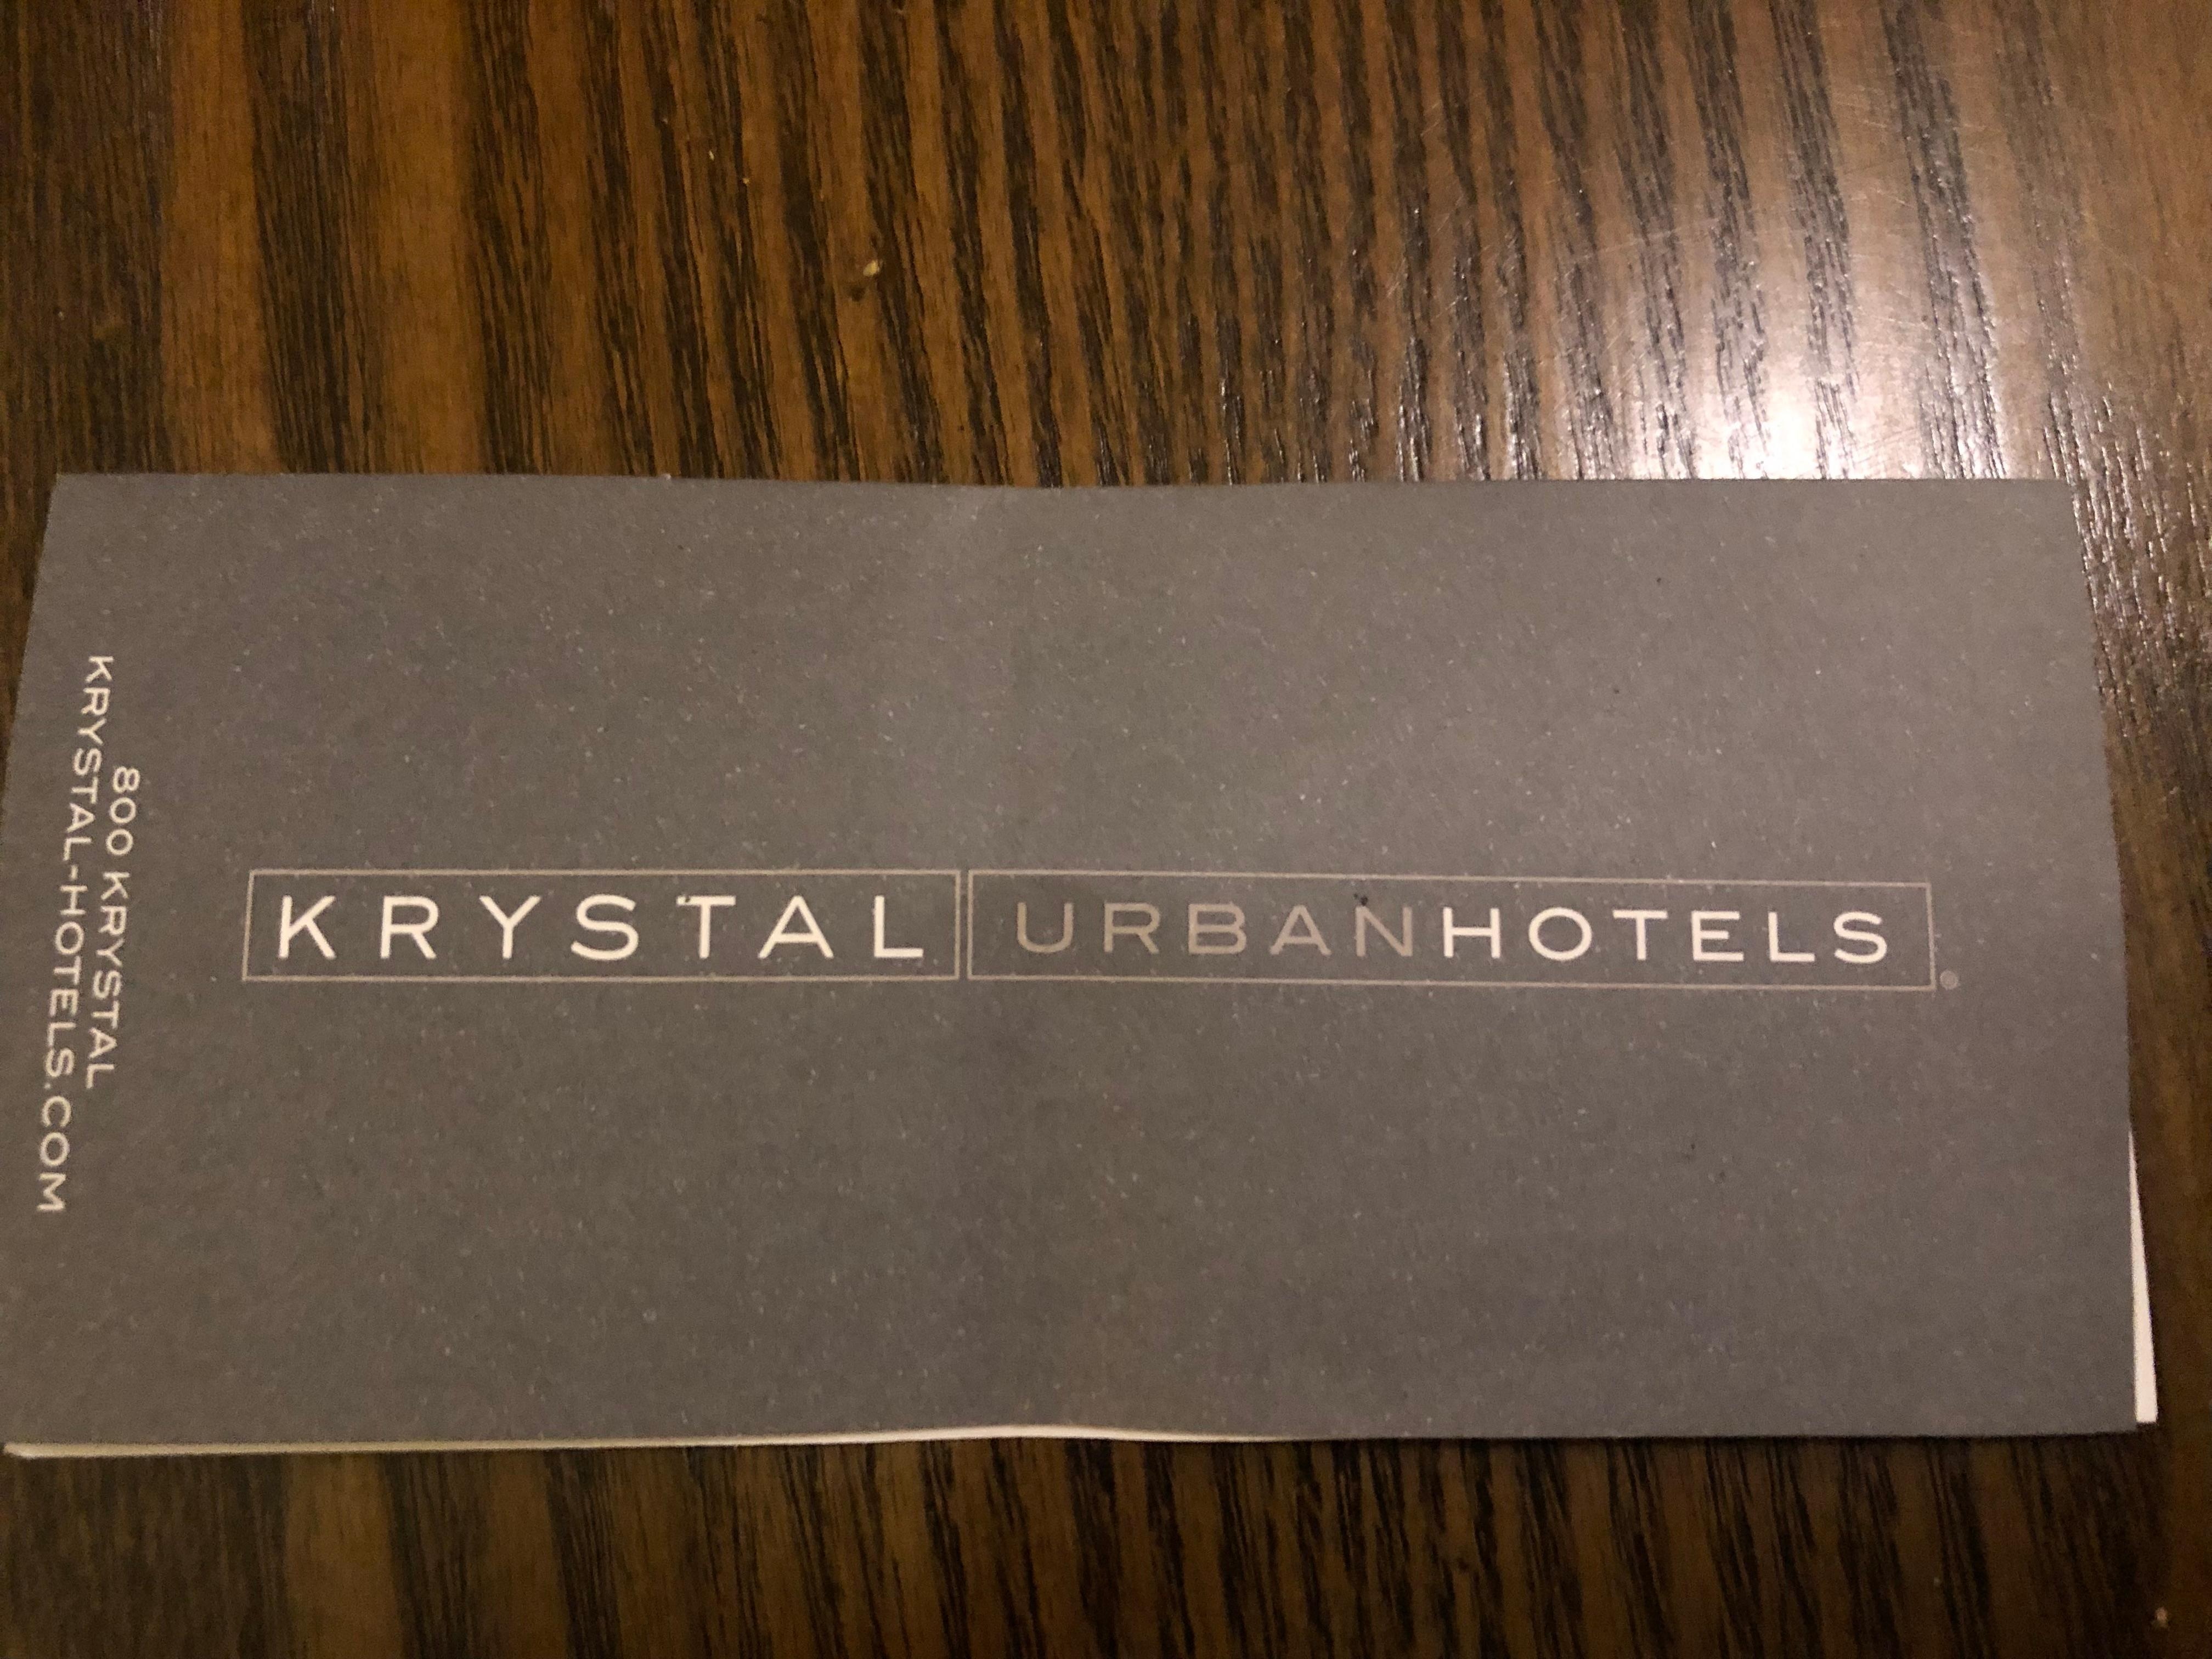 KRYSTAL URBANHOTELS
800 KRYSTAL
KRYSTAL-HOTELS.COM